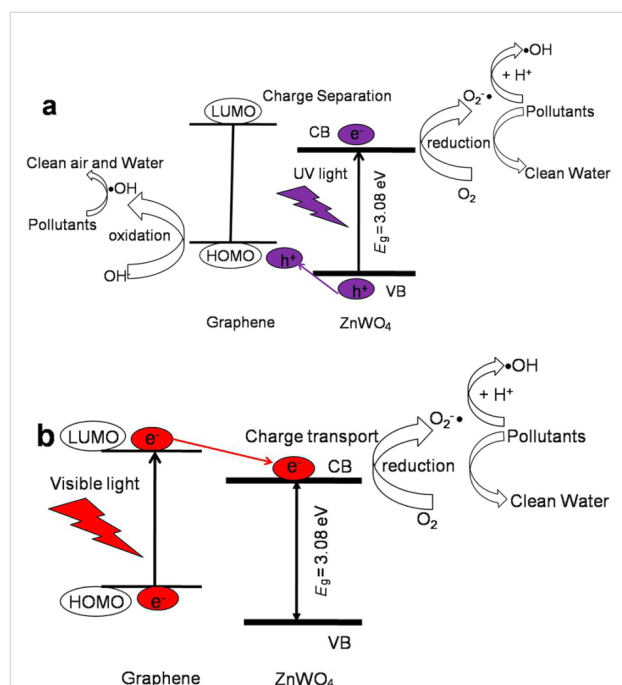 a
LUMO
Charge Separation
CB
e⁻
UV light
E_g = 3.08 eV
HOMO
h⁺
h⁺
VB
Graphene
ZnWO₄
Clean air and Water
•OH
Pollutants
oxidation
OH⁻
reduction
O₂
O₂⁻•
•OH
+ H⁺
Pollutants
Clean Water
b
LUMO
e⁻
Charge transport
e⁻
CB
Visible light
E_g = 3.08 eV
HOMO
e⁻
VB
Graphene
ZnWO₄
reduction
O₂
O₂⁻•
•OH
+ H⁺
Pollutants
Clean Water